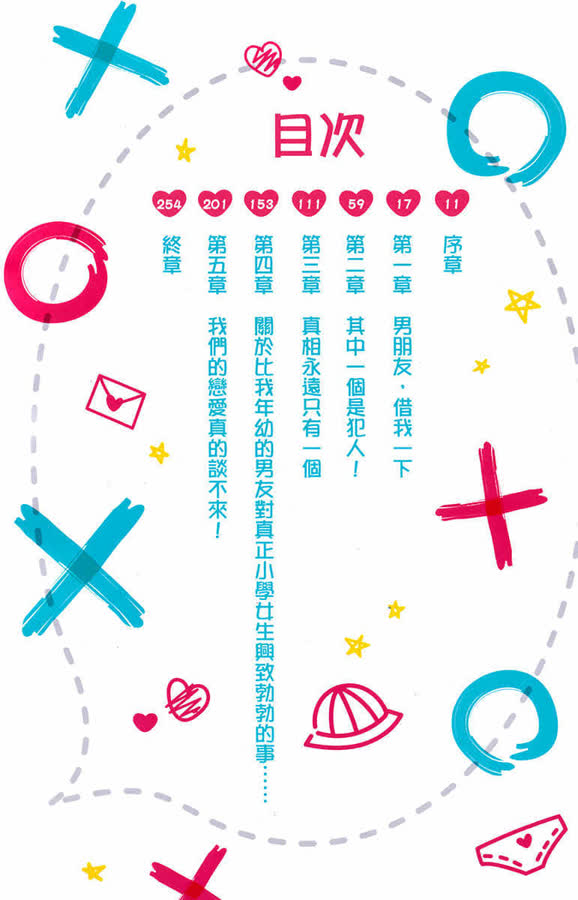 目次
11 序章
17 第一章 男朋友，借我一下
59 第二章 其中一個是犯人！
111 第三章 真相永遠只有一個
153 第四章 關於比我年幼的男友對真正小學女生興致勃勃的事……
201 第五章 我們的戀愛真的談不來！
254 終章